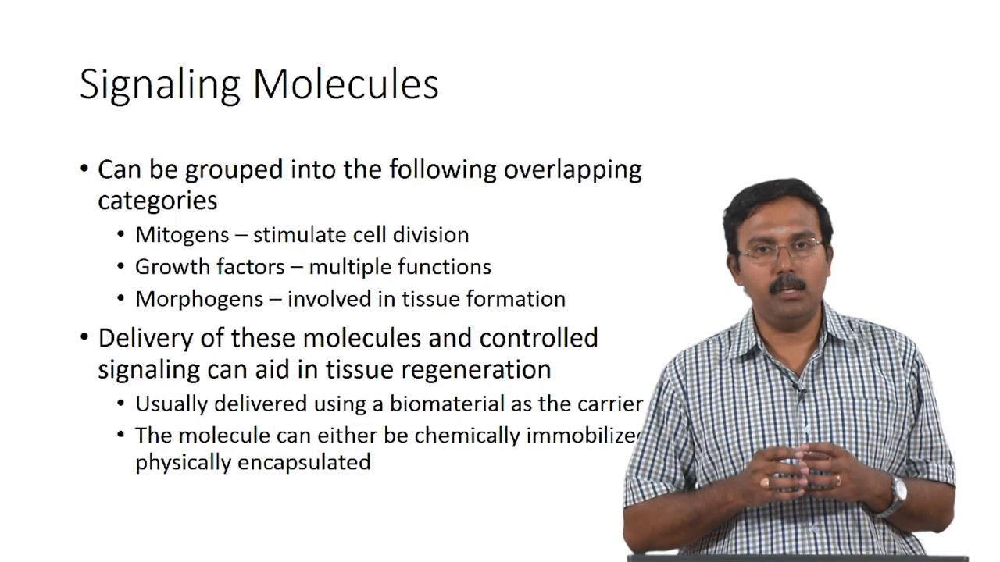 Signaling Molecules
• Can be grouped into the following overlapping
categories
• Mitogens – stimulate cell division
• Growth factors – multiple functions
• Morphogens – involved in tissue formation
• Delivery of these molecules and controlled
signaling can aid in tissue regeneration
• Usually delivered using a biomaterial as the carrier
• The molecule can either be chemically
physically encapsulated